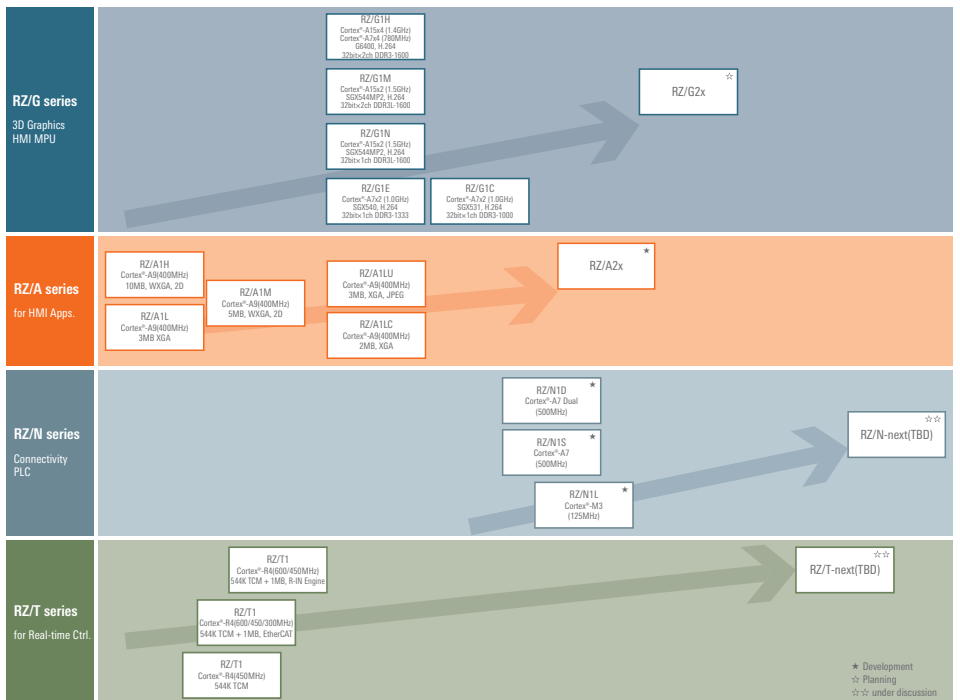 RZ/G series
3D Graphics
HMI MPU
RZ/G1H
Cortex®-A15x4 (1.4GHz)
Cortex®-A7x4 (780MHz)
G6400, H.264
32bit×2ch DDR3-1600
RZ/G1M
Cortex®-A15x2 (1.5GHz)
SGX544MP2, H.264
32bit×2ch DDR3L-1600
RZ/G1N
Cortex®-A15x2 (1.5GHz)
SGX544MP2, H.264
32bit×1ch DDR3L-1600
RZ/G1E
Cortex®-A7x2 (1.0GHz)
SGX540, H.264
32bit×1ch DDR3-1333
RZ/G1C
Cortex®-A7x2 (1.0GHz)
SGX531, H.264
32bit×1ch DDR3-1000
☆
RZ/G2x
RZ/A series
for HMI Apps.
RZ/A1H
Cortex®-A9(400MHz)
10MB, WXGA, 2D
RZ/A1L
Cortex®-A9(400MHz)
3MB XGA
RZ/A1M
Cortex®-A9(400MHz)
5MB, WXGA, 2D
RZ/A1LU
Cortex®-A9(400MHz)
3MB, XGA, JPEG
RZ/A1LC
Cortex®-A9(400MHz)
2MB, XGA
★
RZ/A2x
RZ/N series
Connectivity
PLC
RZ/N1D ★
Cortex®-A7 Dual
(500MHz)
RZ/N1S ★
Cortex®-A7
(500MHz)
RZ/N1L ★
Cortex®-M3
(125MHz)
☆☆
RZ/N-next(TBD)
RZ/T series
for Real-time Ctrl.
RZ/T1
Cortex®-R4(600/450MHz)
544K TCM + 1MB, R-IN Engine
RZ/T1
Cortex®-R4(600/450/300MHz)
544K TCM + 1MB, EtherCAT
RZ/T1
Cortex®-R4(450MHz)
544K TCM
☆☆
RZ/T-next(TBD)
★ Development
☆ Planning
☆☆ under discussion